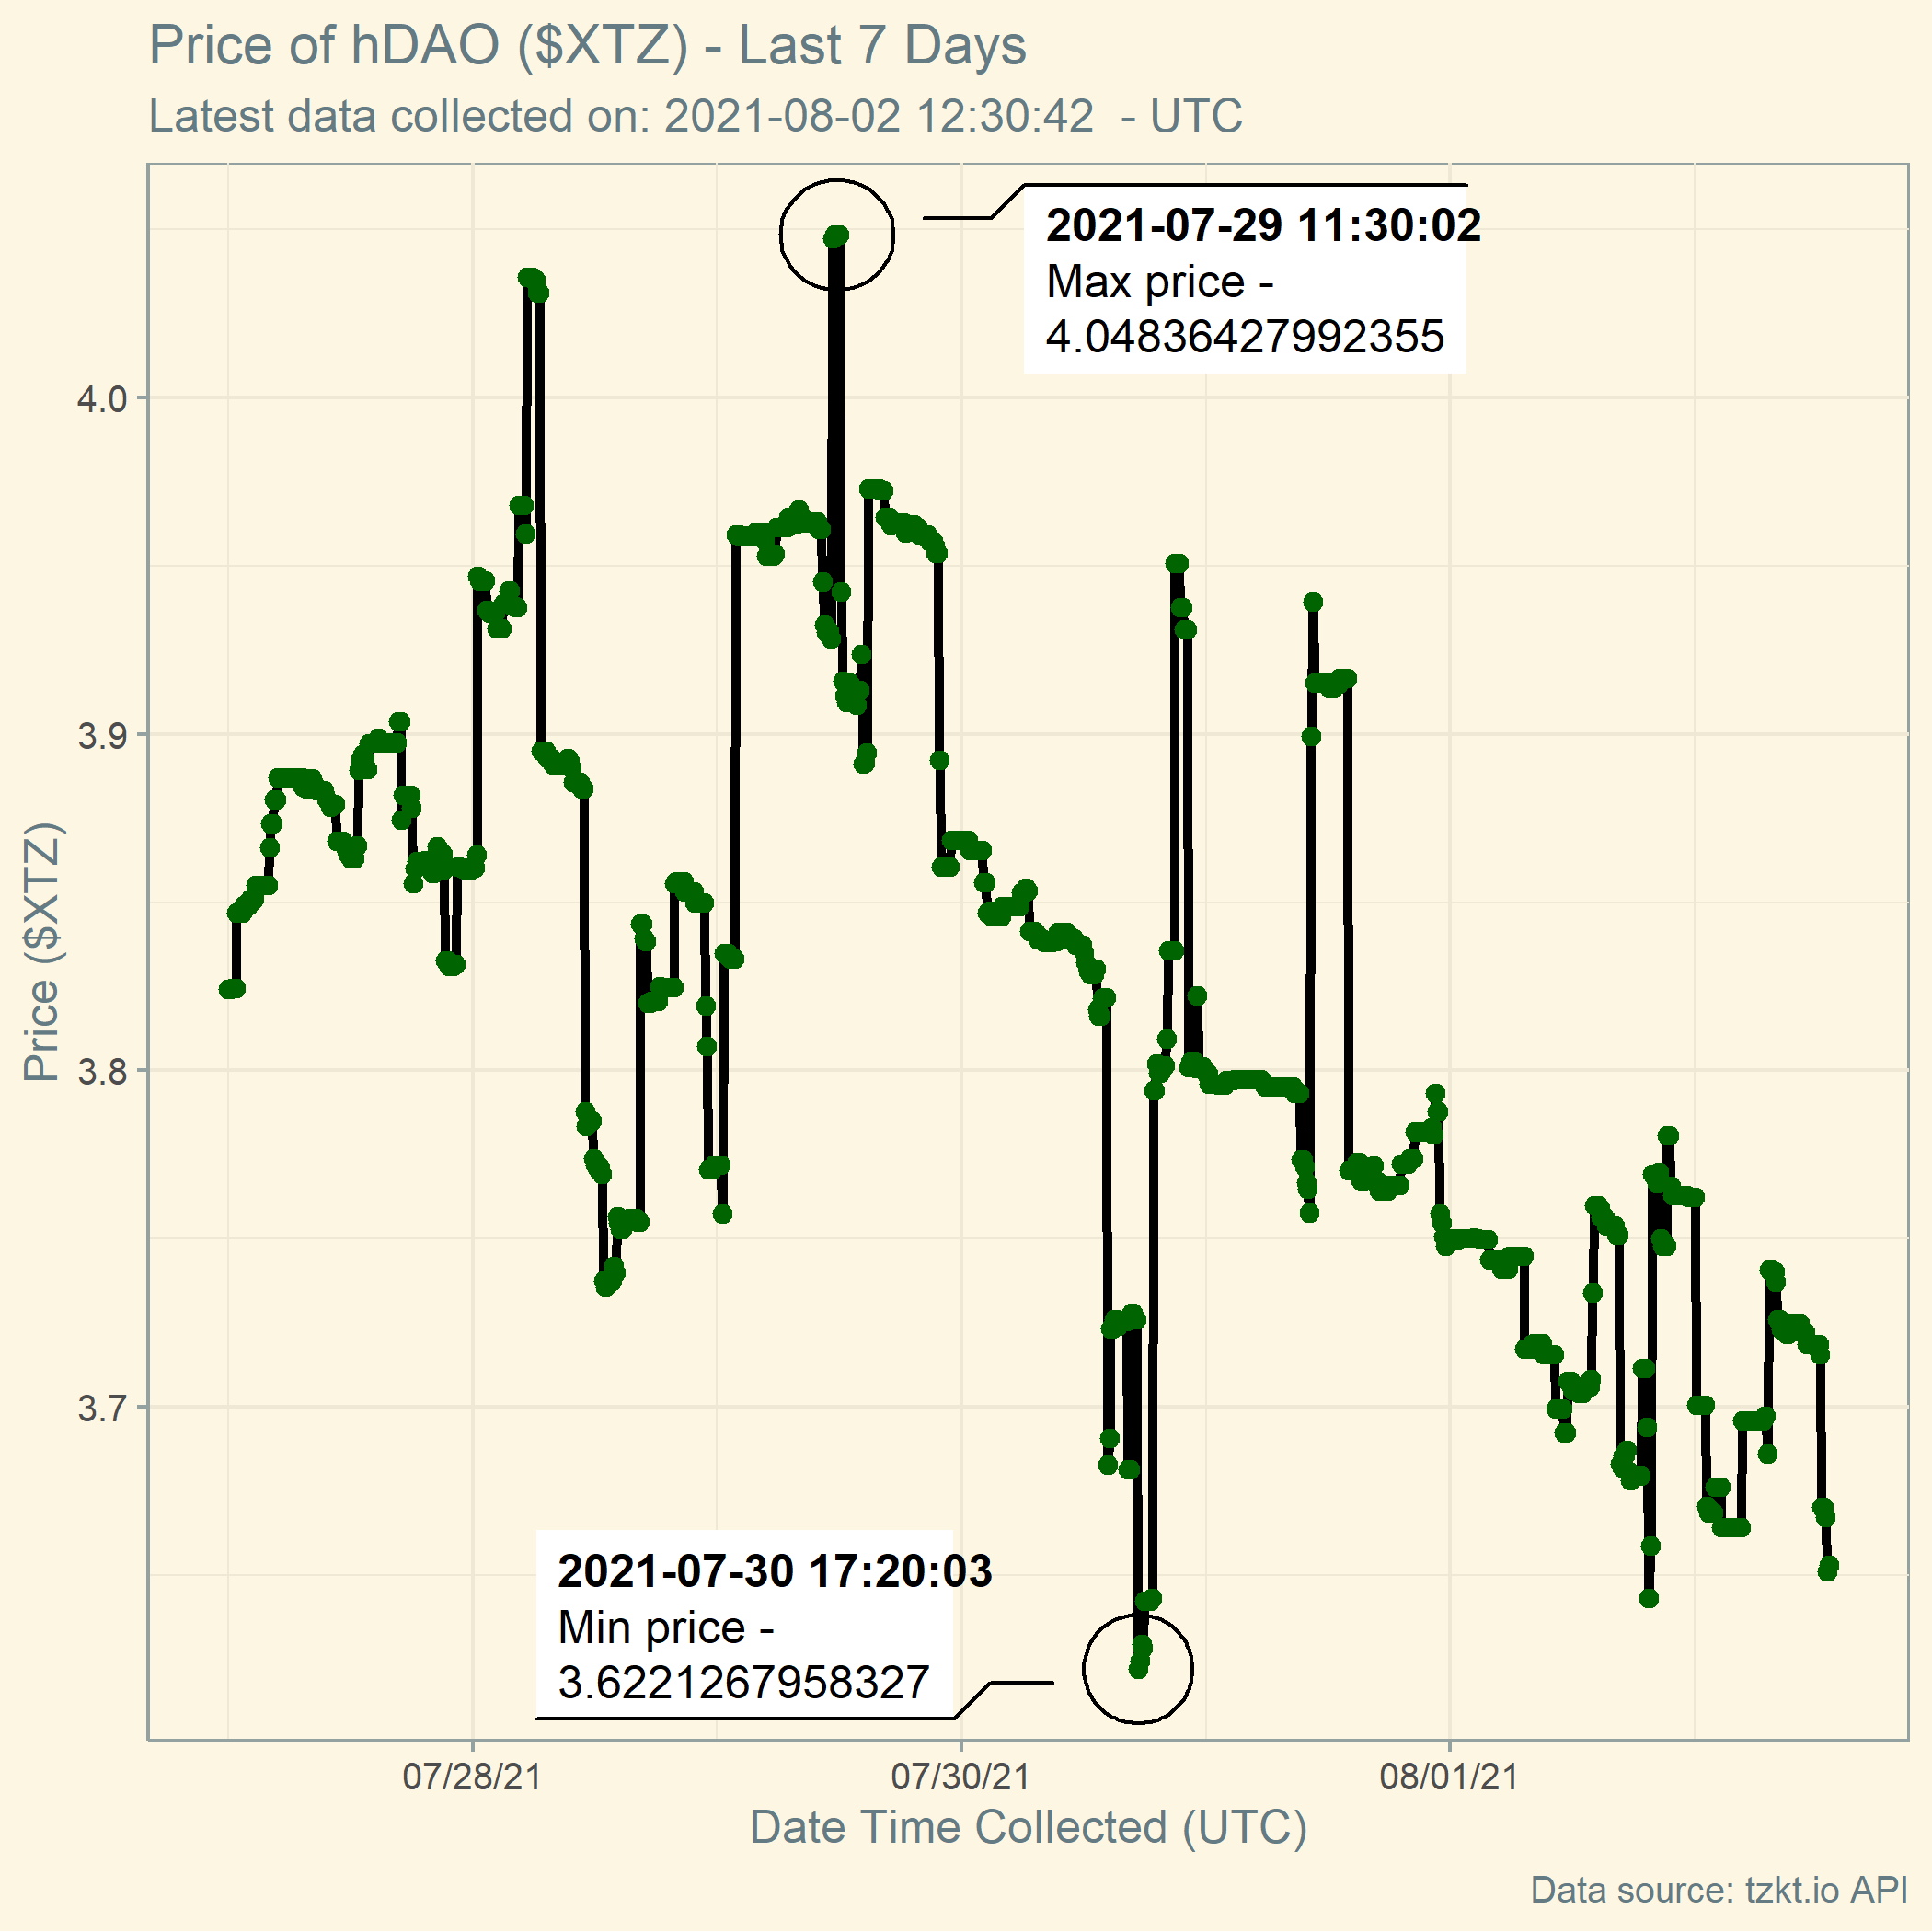 Price of hDAO ($XTZ) - Last 7 Days
Latest data collected on: 2021-08-02 12:30:42  - UTC
2021-07-29 11:30:02
Max price -
4.04836427992355
4.0
3.9
3.8
3.7
Price ($XTZ)
2021-07-30 17:20:03
Min price -
3.6221267958327
07/28/21
07/30/21
08/01/21
Date Time Collected (UTC)
Data source: tzkt.io API